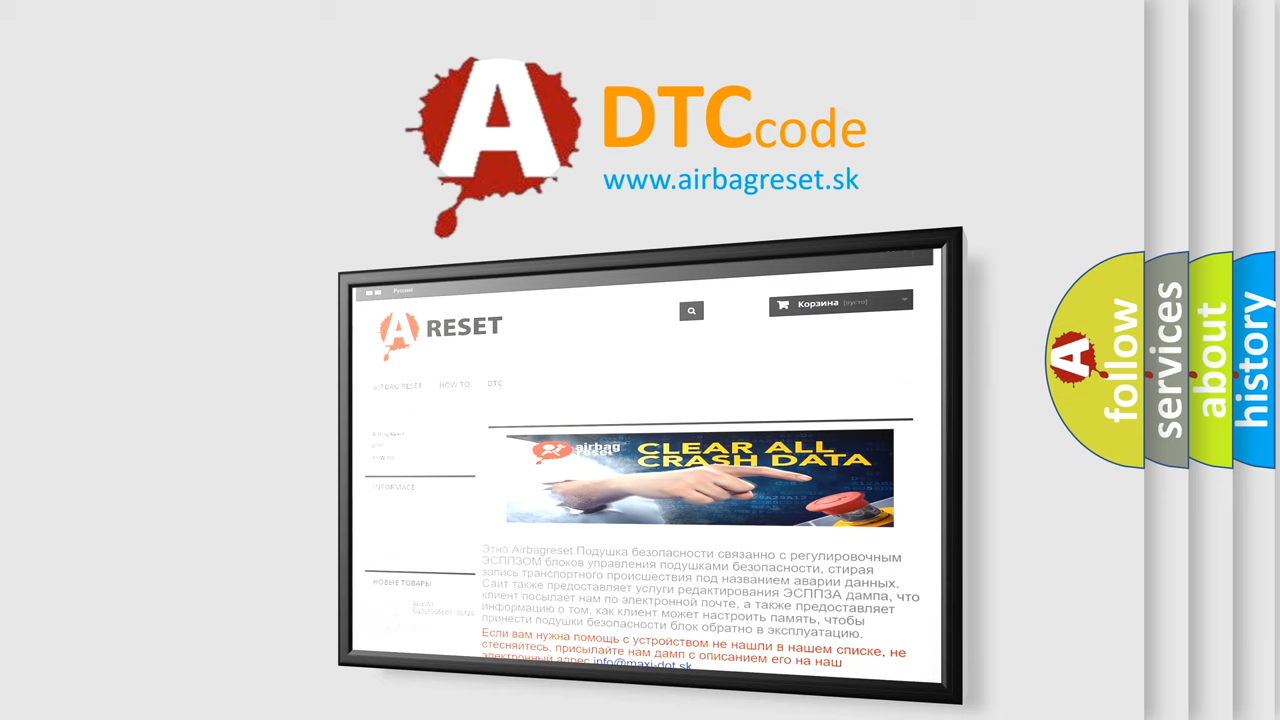 A DTC code
www.airbagreset.sk
Русский
Корзина (пусто)
A RESET
AIRBAG RESET HOW TO DTC
INFORMACE
НОВЫЕ ТОВАРЫ
airbag
reset
CLEAR ALL
CRASH DATA
Этно Airbagreset Подушка безопасности связанно с регулировочным
ЭСППЗОМ блоков управления подушками безопасности, стирая
запись транспортного происшествия под названием аварии данных.
Сайт также предоставляет услуги редактирования ЭСППЗА дампа, что
клиент посылает нам по электронной почте, а также предоставляет
информацию о том, как клиент может настроить память, чтобы
принести подушки безопасности блок обратно в эксплуатацию.
Если вам нужна помощь с устройством не нашли в нашем списке, не
стесняйтесь, присылайте нам дамп с описанием его на наш
электронный адрес info@maxi-dot.sk
A
follow
services
about
history